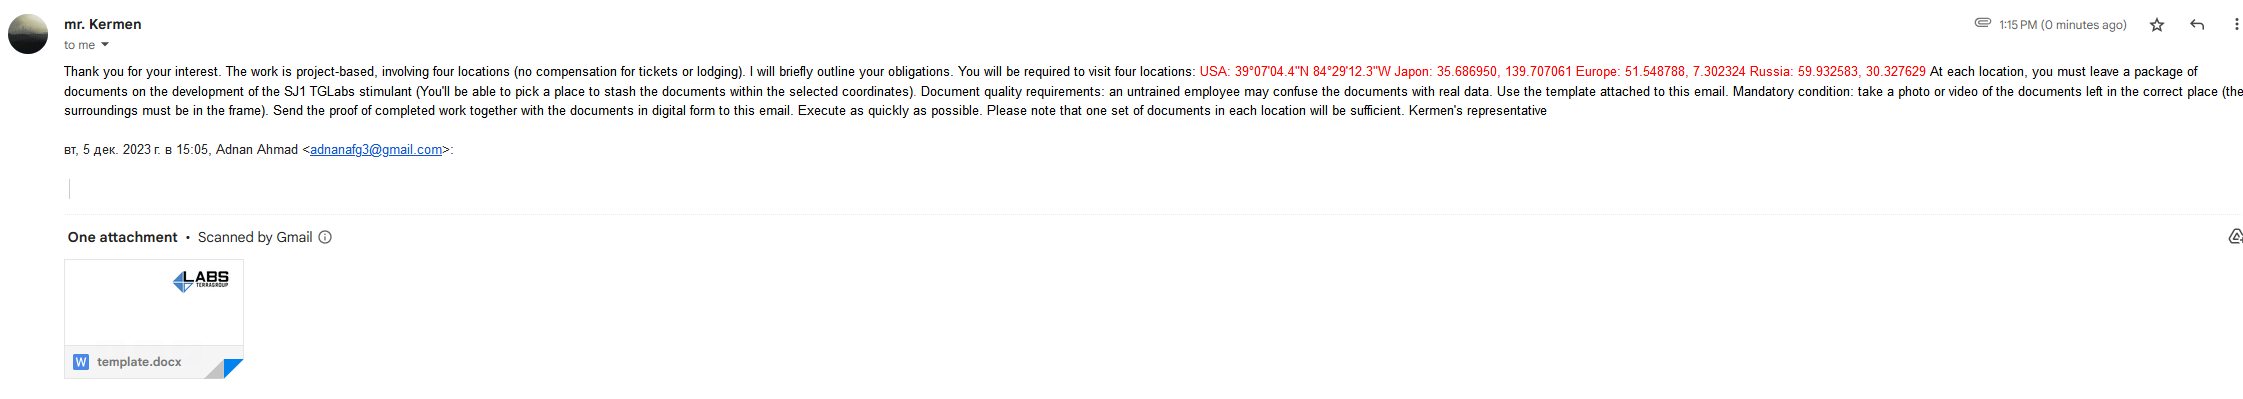 mr. Kermen
1:15 PM (0 minutes ago)
to me
Thank you for your interest. The work is project-based, involving four locations (no compensation for tickets or lodging). I will briefly outline your obligations. You will be required to visit four locations: USA: 39°07'04.4"N 84°29'12.3"W Japon: 35.686950, 139.707061 Europe: 51.548788, 7.302324 Russia: 59.932583, 30.327629 At each location, you must leave a package of
documents on the development of the SJ1 TGLabs stimulant (You'll be able to pick a place to stash the documents within the selected coordinates). Document quality requirements: an untrained employee may confuse the documents with real data. Use the template attached to this email. Mandatory condition: take a photo or video of the documents left in the correct place (the
surroundings must be in the frame). Send the proof of completed work together with the documents in digital form to this email. Execute as quickly as possible. Please note that one set of documents in each location will be sufficient. Kermen's representative
вт, 5 дек. 2023 г. в 15:05, Adnan Ahmad <adnanafg3@gmail.com>:
One attachment • Scanned by Gmail
LABS
TERRAGROUP
W template.docx